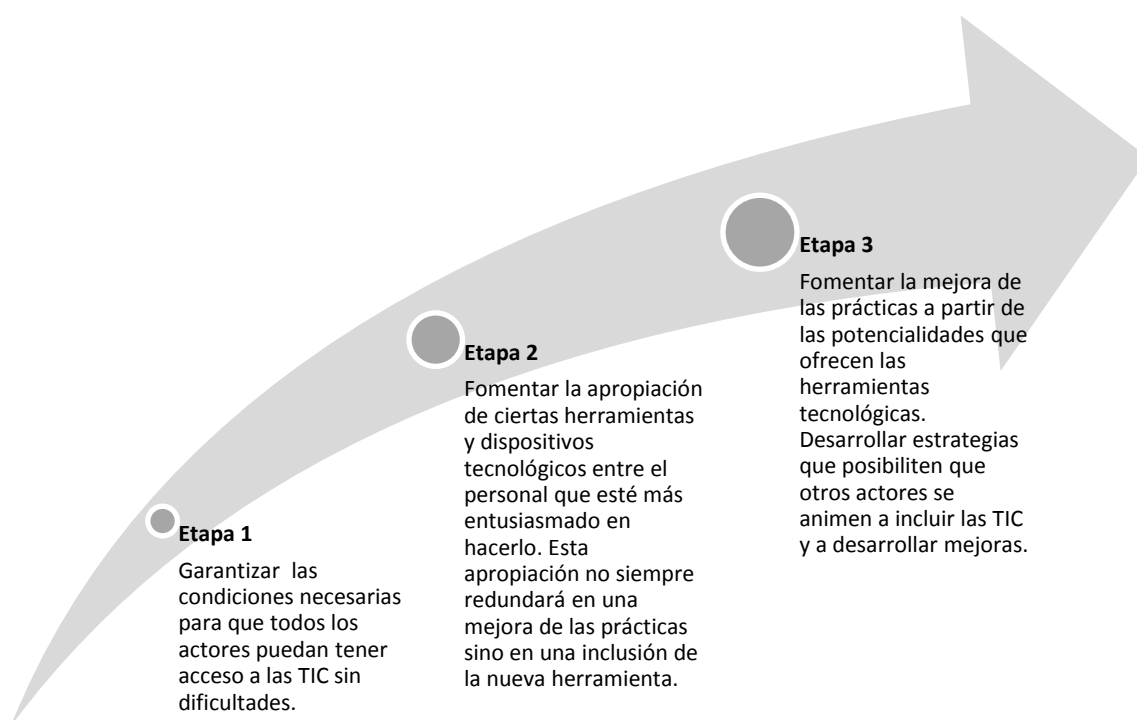 Etapa 1
Garantizar  las
condiciones necesarias
para que todos los
actores puedan tener
acceso a las TIC sin
dificultades.
Etapa 2
Fomentar la apropiación
de ciertas herramientas
y dispositivos
tecnológicos entre el
personal que esté más
entusiasmado en
hacerlo. Esta
apropiación no siempre
redundará en una
mejora de las prácticas
sino en una inclusión de
la nueva herramienta.
Etapa 3
Fomentar la mejora de
las prácticas a partir de
las potencialidades que
ofrecen las
herramientas
tecnológicas.
Desarrollar estrategias
que posibiliten que
otros actores se
animen a incluir las TIC
y a desarrollar mejoras.